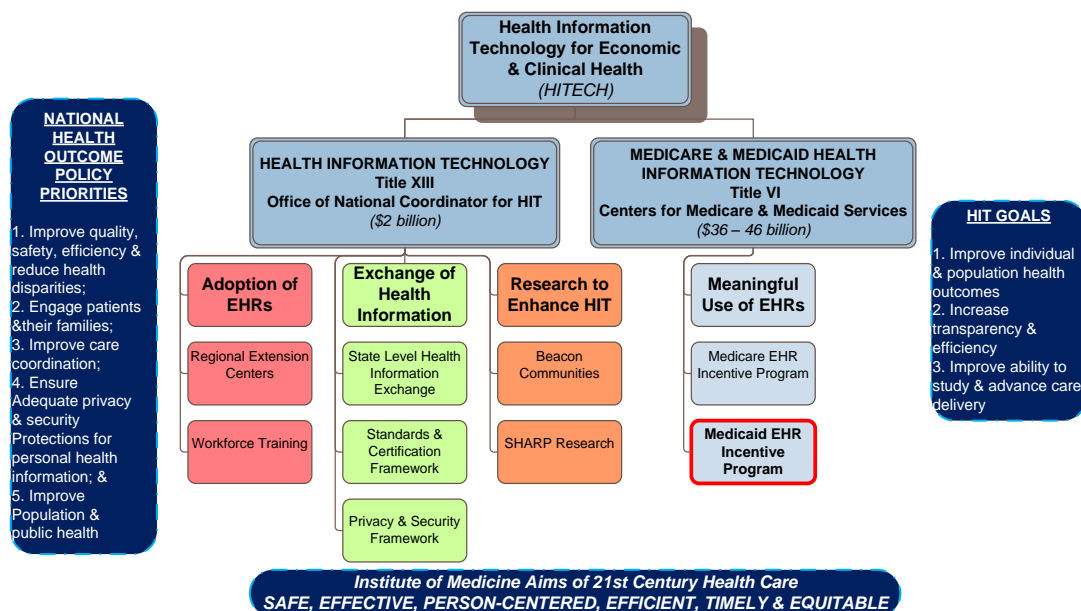 Health Information
Technology for Economic
& Clinical Health
(HITECH)
NATIONAL
HEALTH
OUTCOME
POLICY
PRIORITIES
1. Improve quality,
safety, efficiency &
reduce health
disparities;
2. Engage patients
&their families;
3. Improve care
coordination;
4. Ensure
Adequate privacy
& security
Protections for
personal health
information; &
5. Improve
Population &
public health
HEALTH INFORMATION TECHNOLOGY
Title XIII
Office of National Coordinator for HIT
($2 billion)
MEDICARE & MEDICAID HEALTH
INFORMATION TECHNOLOGY
Title VI
Centers for Medicare & Medicaid Services
($36 – 46 billion)
HIT GOALS
1. Improve individual
& population health
outcomes
2. Increase
transparency &
efficiency
3. Improve ability to
study & advance care
delivery
Adoption of
EHRs
Regional Extension
Centers
Workforce Training
Exchange of
Health
Information
State Level Health
Information
Exchange
Standards &
Certification
Framework
Privacy & Security
Framework
Research to
Enhance HIT
Beacon
Communities
SHARP Research
Meaningful
Use of EHRs
Medicare EHR
Incentive Program
Medicaid EHR
Incentive
Program
Institute of Medicine Aims of 21st Century Health Care
SAFE, EFFECTIVE, PERSON-CENTERED, EFFICIENT, TIMELY & EQUITABLE